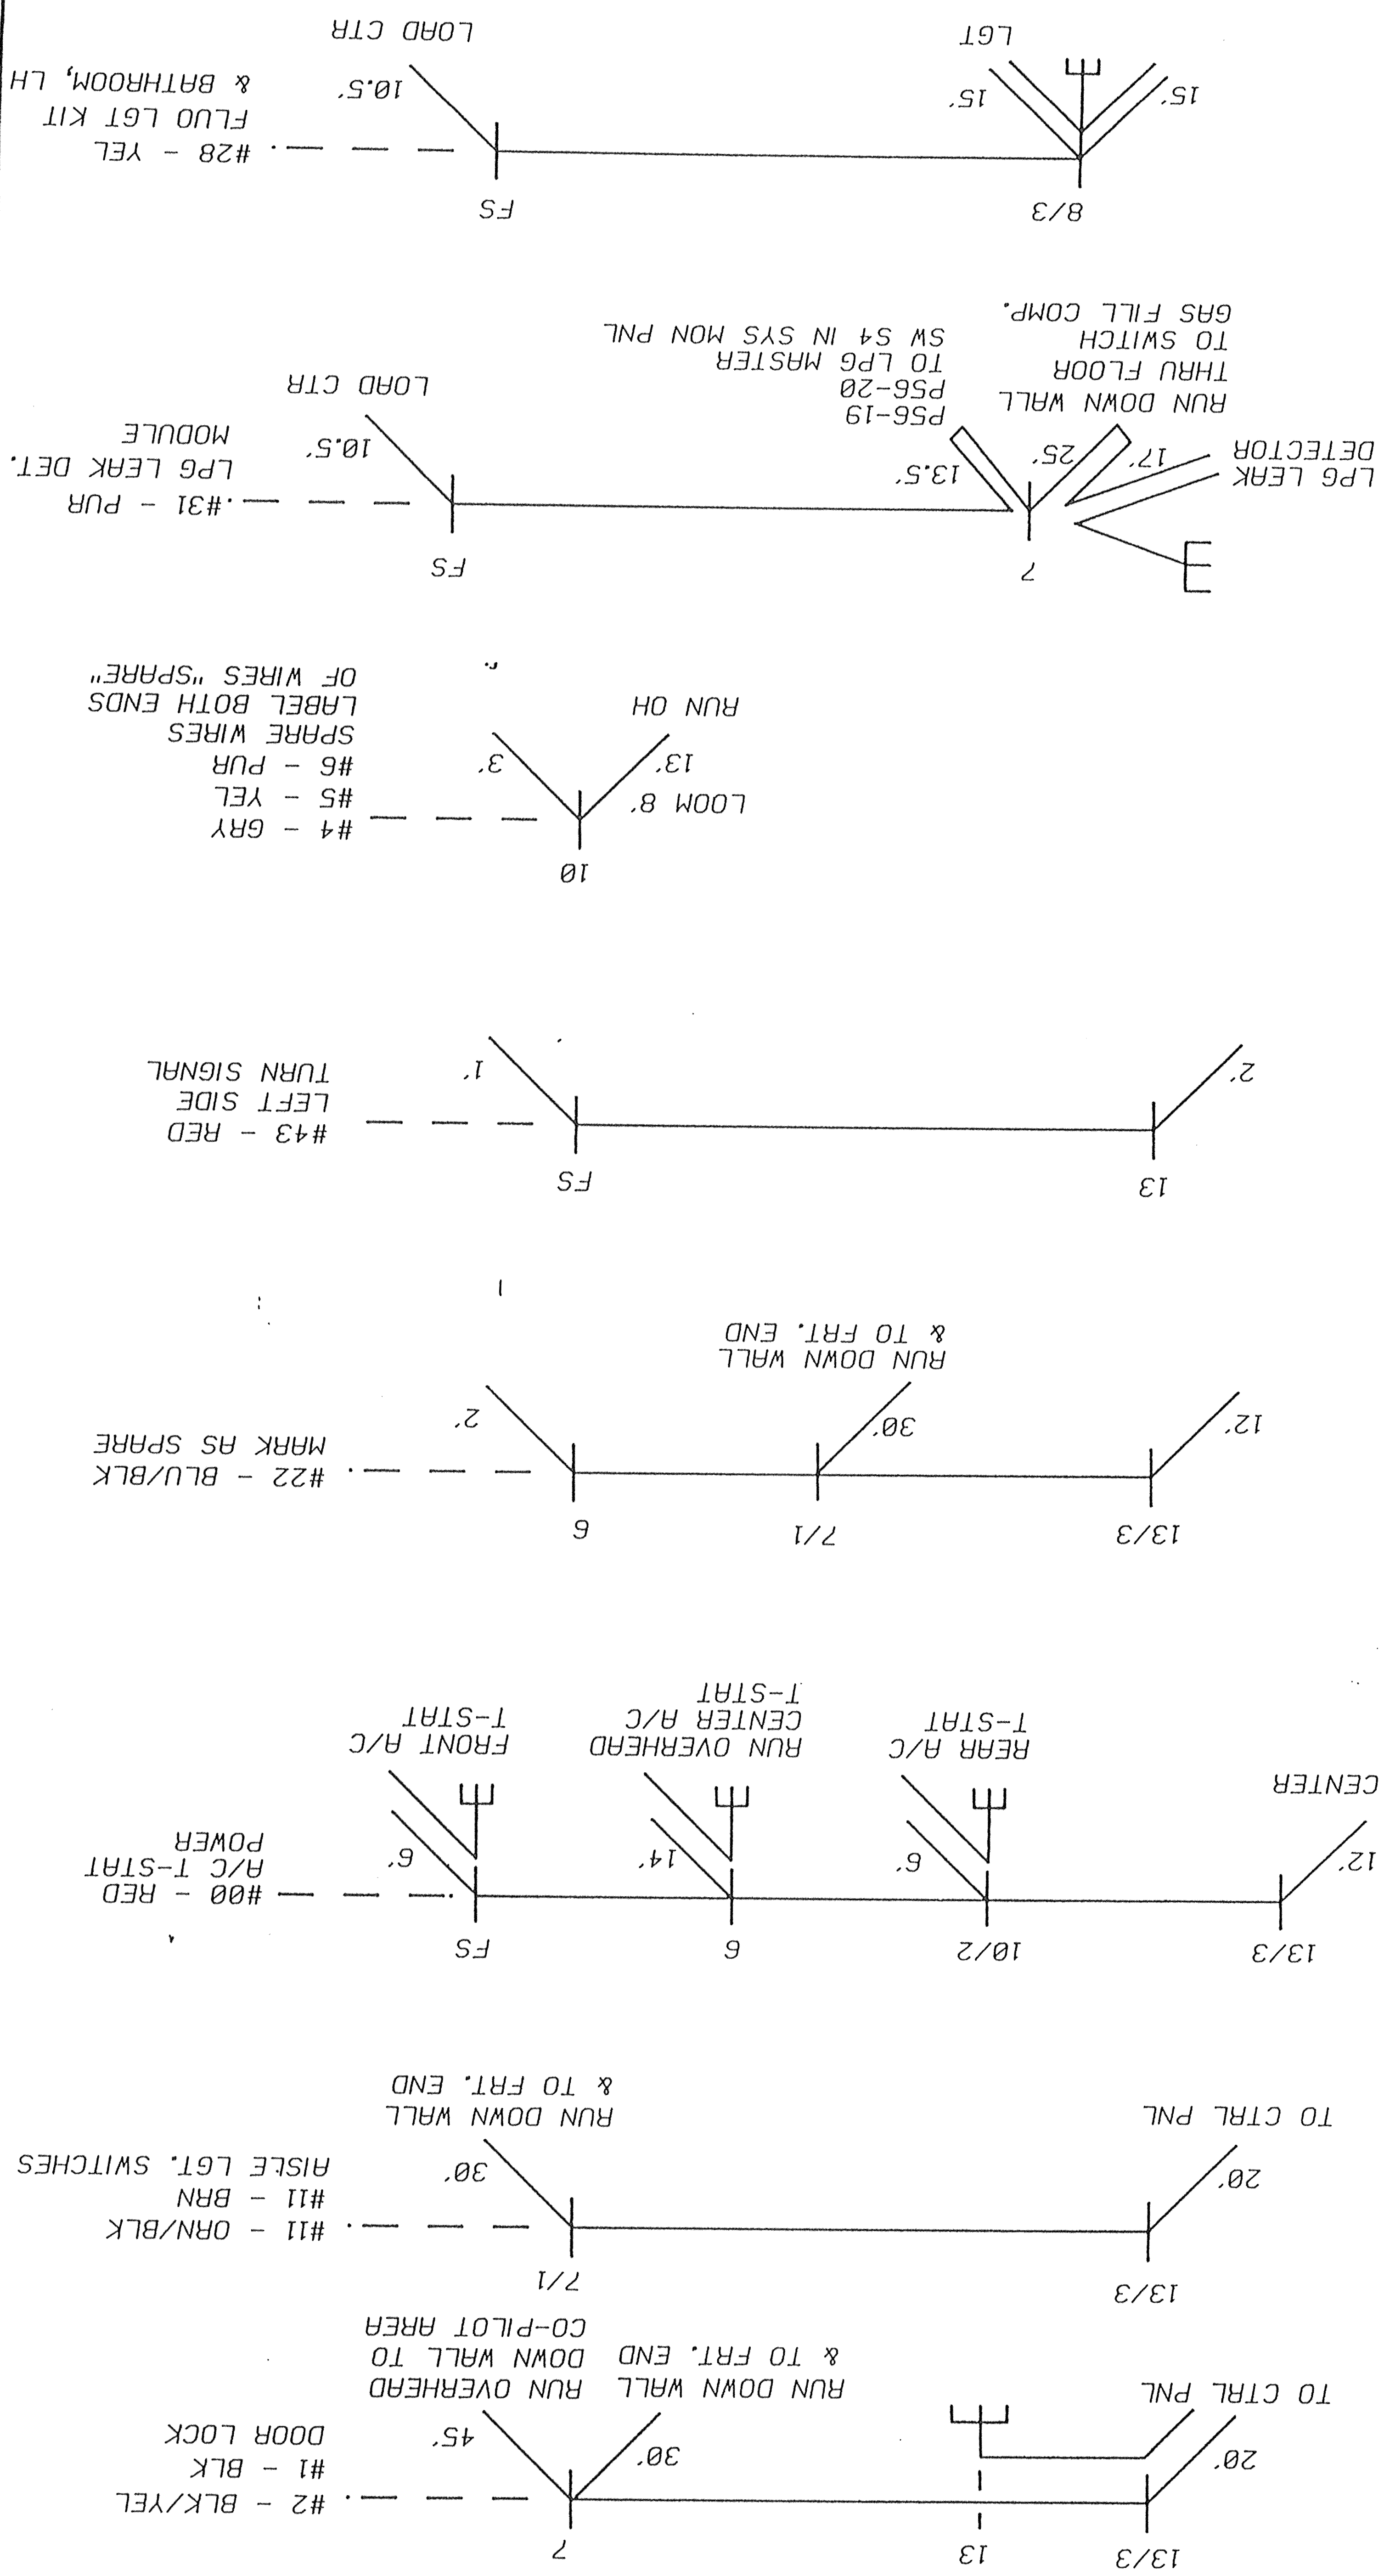 13/3
13
7
#2 - BLK/YEL
#1 - BLK
DOOR LOCK
20'
30'
45'
TO CTRL PNL
RUN DOWN WALL
& TO FRT. END
RUN OVERHEAD
DOWN WALL TO
CO-PILOT AREA
13/3
7/1
#11 - ORN/BLK
#11 - BRN
AISLE LGT. SWITCHES
20'
30'
TO CTRL PNL
RUN DOWN WALL
& TO FRT. END
13/3
10/2
6
FS
#00 - RED
A/C T-STAT
POWER
12'
6'
14'
6'
CENTER
REAR A/C
T-STAT
RUN OVERHEAD
CENTER A/C
T-STAT
FRONT A/C
T-STAT
13/3
7/1
6
#22 - BLU/BLK
MARK AS SPARE
12'
30'
2'
RUN DOWN WALL
& TO FRT. END
13
FS
#43 - RED
LEFT SIDE
TURN SIGNAL
2'
1'
10
#4 - GRY
#5 - YEL
#6 - PUR
SPARE WIRES
LABEL BOTH ENDS
OF WIRES "SPARE"
LOOM 8'
13'
3'
RUN OH
7
FS
#31 - PUR
LPG LEAK DET.
MODULE
LPG LEAK
DETECTOR
17'
25'
13.5'
10.5'
RUN DOWN WALL
THRU FLOOR
TO SWITCH
GAS FILL COMP.
P56-19
P56-20
TO LPG MASTER
SW S4 IN SYS MON PNL
LOAD CTR
8/3
FS
#28 - YEL
FLUO LGT KIT
& BATHROOM, LH
15'
15'
10.5'
LGT
LOAD CTR